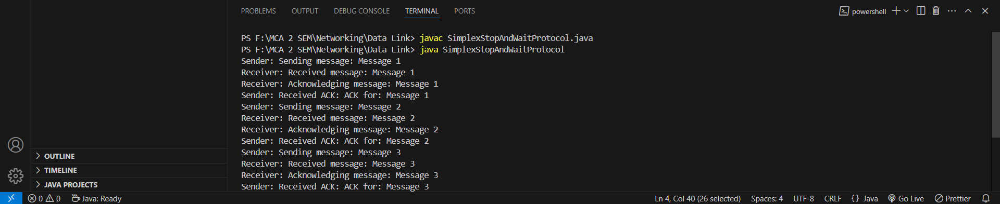 PROBLEMS OUTPUT DEBUG CONSOLE TERMINAL PORTS powershell
PS F:\MCA 2 SEM\Networking\Data Link> javac SimplexStopAndWaitProtocol.java
PS F:\MCA 2 SEM\Networking\Data Link> java SimplexStopAndWaitProtocol
Sender: Sending message: Message 1
Receiver: Received message: Message 1
Receiver: Acknowledging message: Message 1
Sender: Received ACK: ACK for: Message 1
Sender: Sending message: Message 2
Receiver: Received message: Message 2
Receiver: Acknowledging message: Message 2
Sender: Received ACK: ACK for: Message 2
Sender: Sending message: Message 3
Receiver: Received message: Message 3
Receiver: Acknowledging message: Message 3
Sender: Received ACK: ACK for: Message 3
OUTLINE
TIMELINE
JAVA PROJECTS
0 0 Java: Ready Ln 4, Col 40 (26 selected) Spaces: 4 UTF-8 CRLF {} Java Go Live Prettier